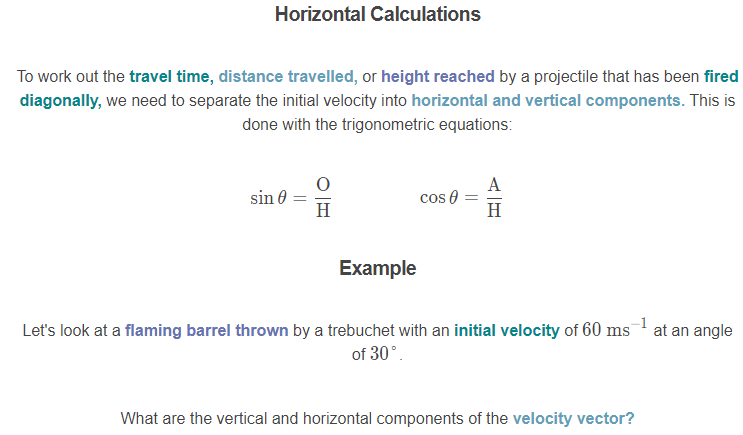 Horizontal Calculations
To work out the travel time, distance travelled, or height reached by a projectile that has been fired
diagonally, we need to separate the initial velocity into horizontal and vertical components. This is
done with the trigonometric equations:
sin θ = O/H    cos θ = A/H
Example
Let's look at a flaming barrel thrown by a trebuchet with an initial velocity of 60 ms⁻¹ at an angle
of 30°.
What are the vertical and horizontal components of the velocity vector?